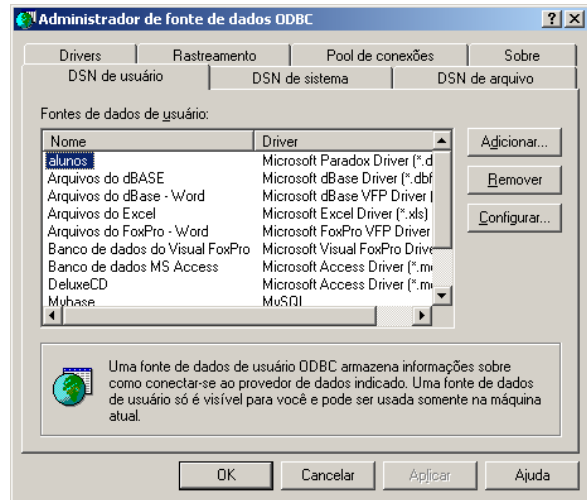 Administrador de fonte de dados ODBC
Drivers Rastreamento Pool de conexões Sobre
DSN de usuário DSN de sistema DSN de arquivo
Fontes de dados de usuário:
Nome Driver
alunos Microsoft Paradox Driver (*.d
Arquivos do dBASE Microsoft dBase Driver (*.dbf
Arquivos do dBase - Word Microsoft dBase VFP Driver (
Arquivos do Excel Microsoft Excel Driver (*.xls)
Arquivos do FoxPro - Word Microsoft FoxPro VFP Driver
Banco de dados do Visual FoxPro Microsoft Visual FoxPro Drive
Banco de dados MS Access Microsoft Access Driver (*.m
DeluxeCD Microsoft Access Driver (*.m
Mybase MySQL
Adicionar...
Remover
Configurar...
Uma fonte de dados de usuário ODBC armazena informações sobre
como conectar-se ao provedor de dados indicado. Uma fonte de dados
de usuário só é visível para você e pode ser usada somente na máquina
atual.
OK Cancelar Aplicar Ajuda